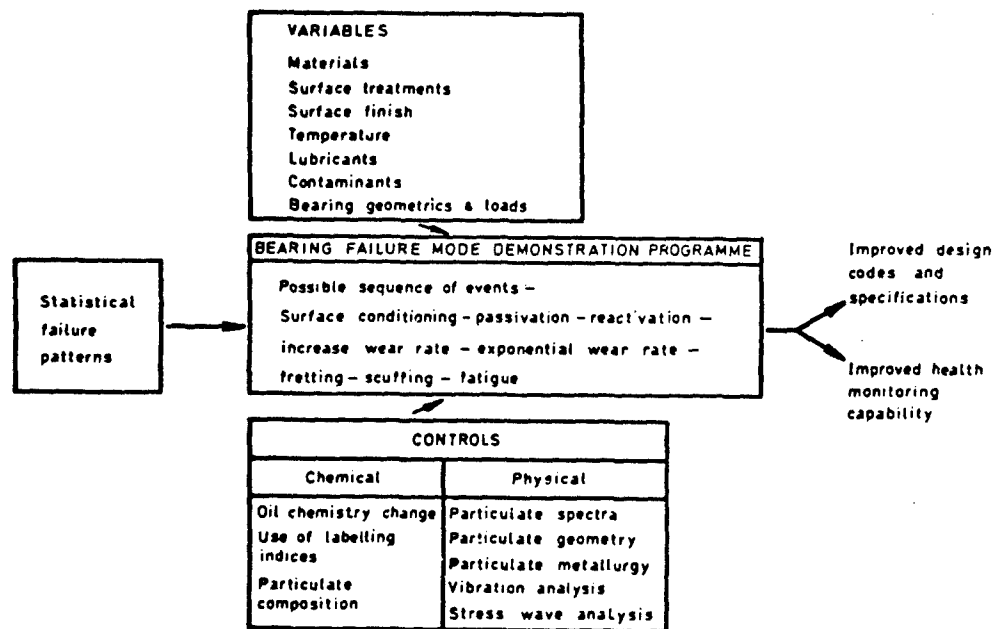 VARIABLES
Materials
Surface treatments
Surface finish
Temperature
Lubricants
Contaminants
Bearing geometrics & loads
Statistical
failure
patterns
BEARING FAILURE MODE DEMONSTRATION PROGRAMME
Possible sequence of events –
Surface conditioning – passivation – react'vation –
increase wear rate – exponential wear rate –
fretting – scuffing – fatigue
Improved design
codes and
specifications
Improved health
monitoring
capability
CONTROLS
Chemical
Oil chemistry change
Use of labelling
indices
Particulate
composition
Physical
Particulate spectra
Particulate geometry
Particulate metallurgy
Vibration analysis
Stress wave analysis